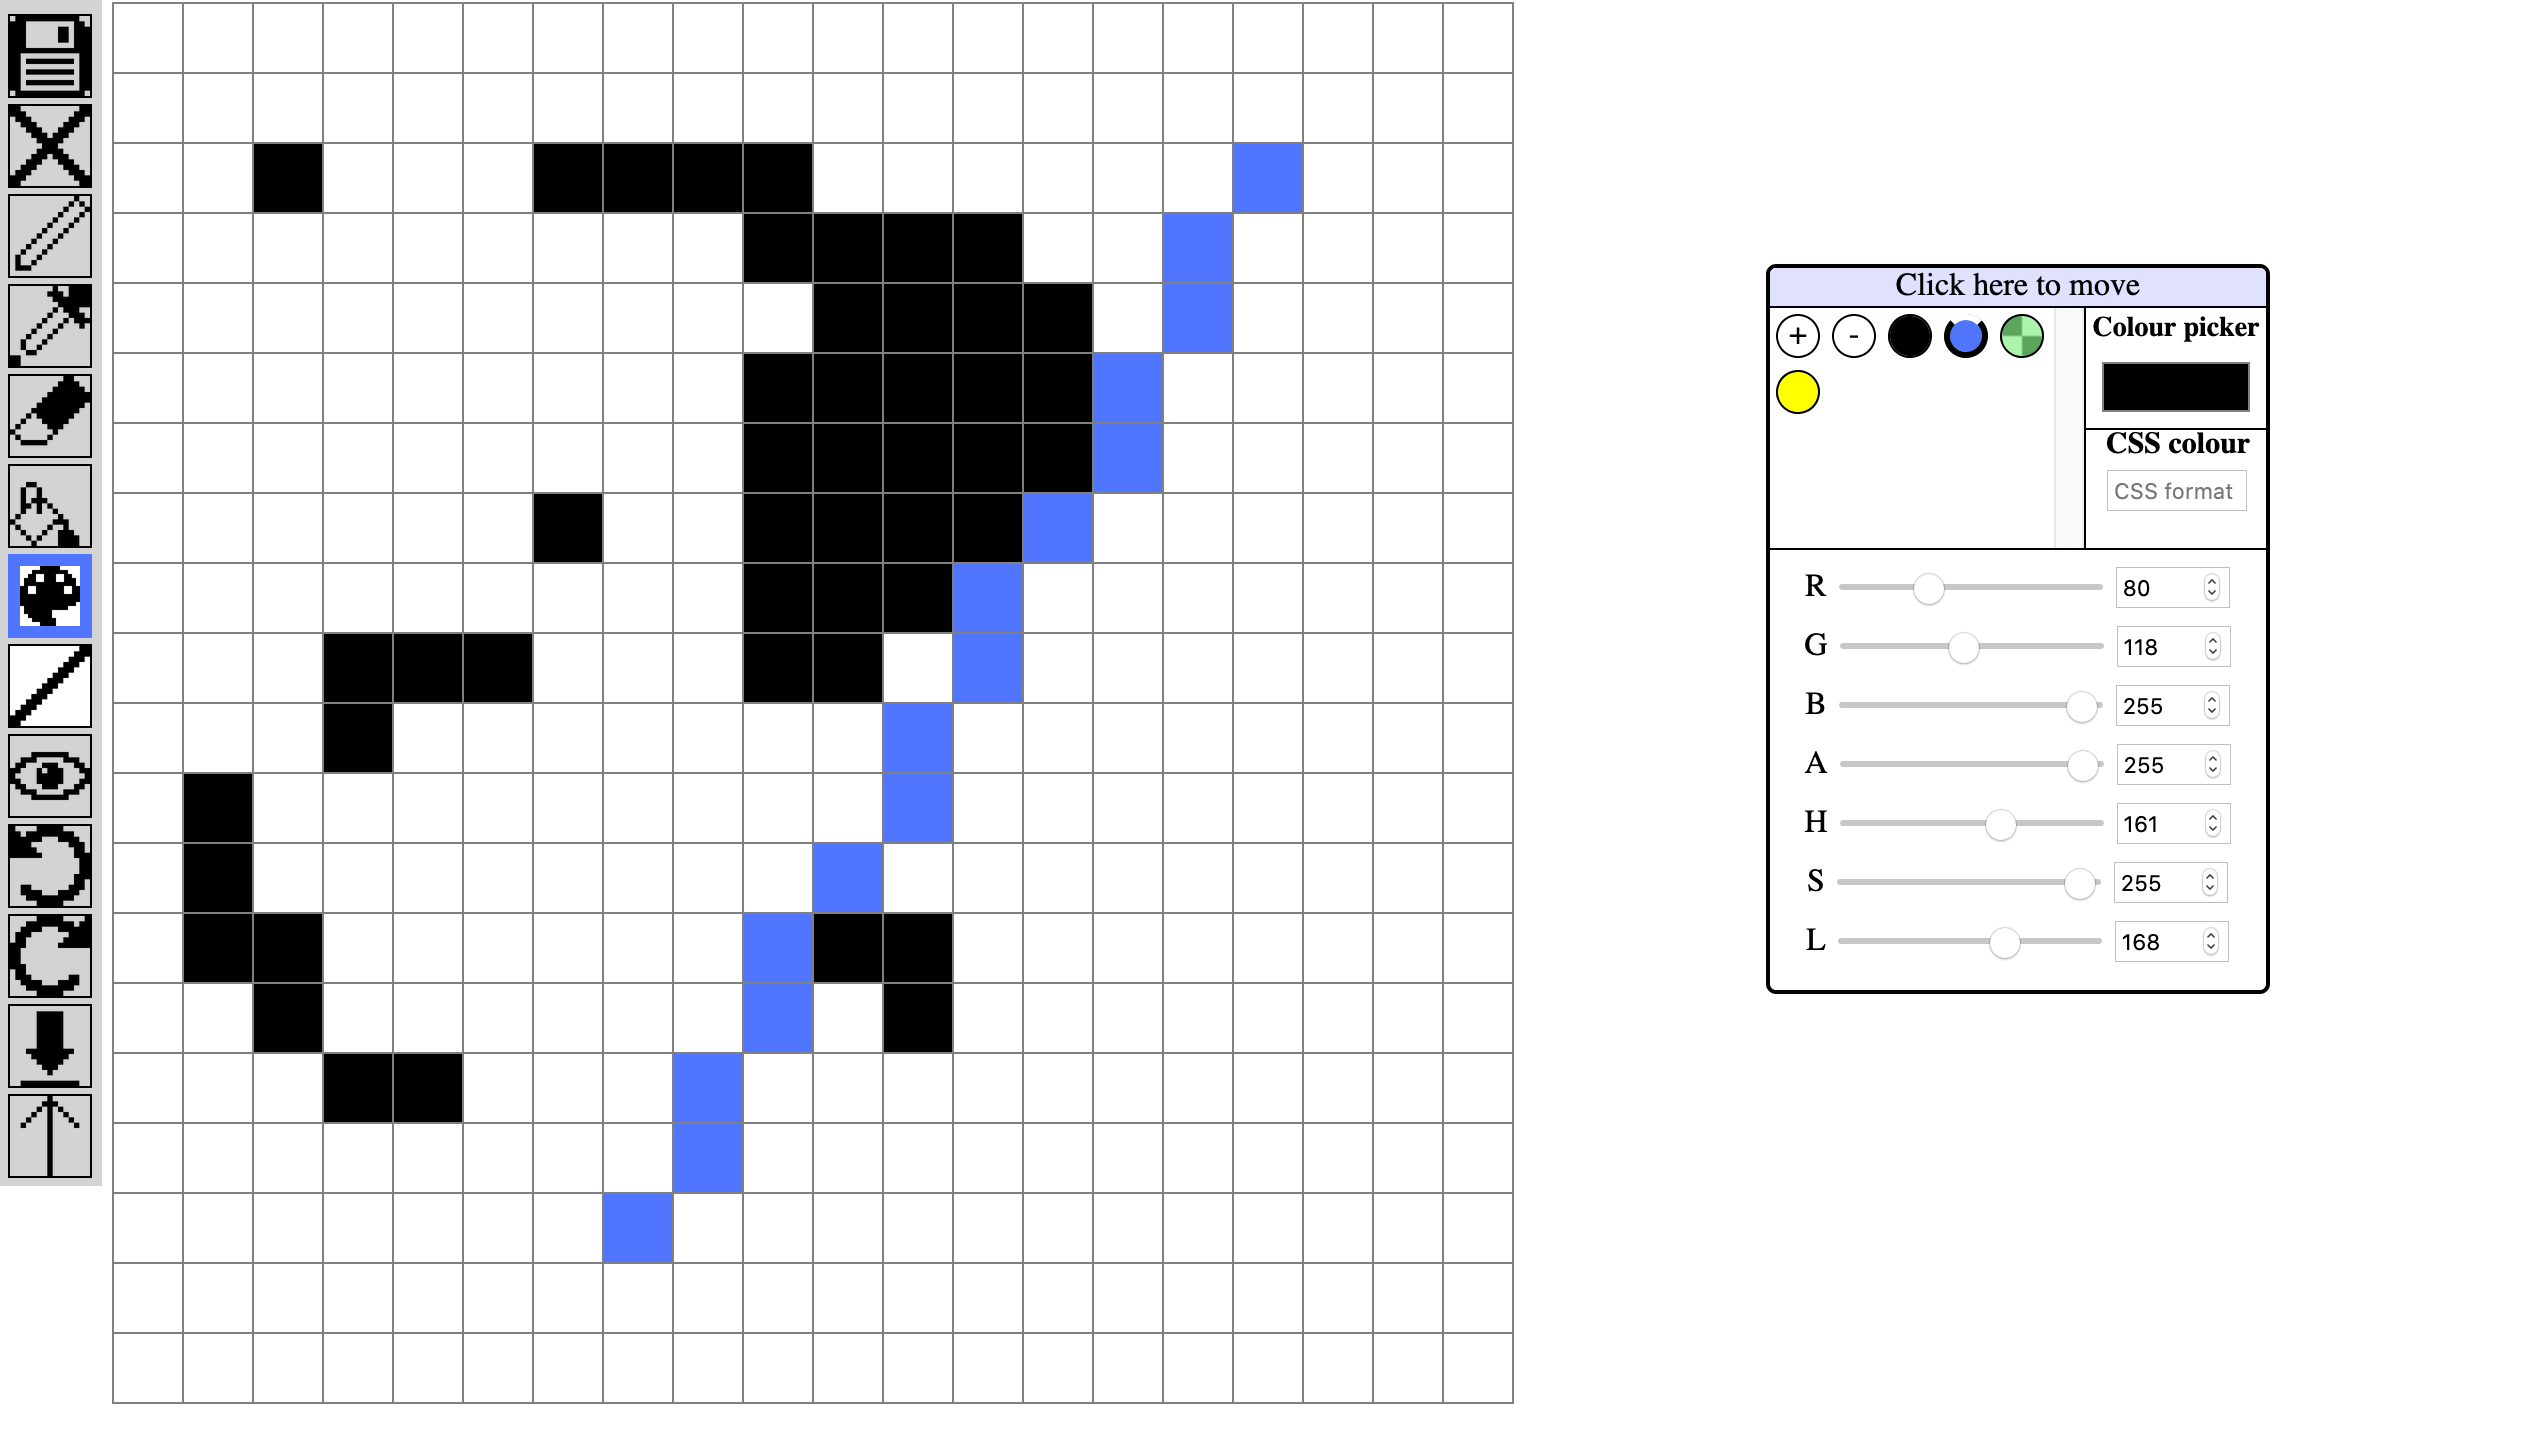 Click here to move
+ -
Colour picker
CSS colour
CSS format
R 80
G 118
B 255
A 255
H 161
S 255
L 168